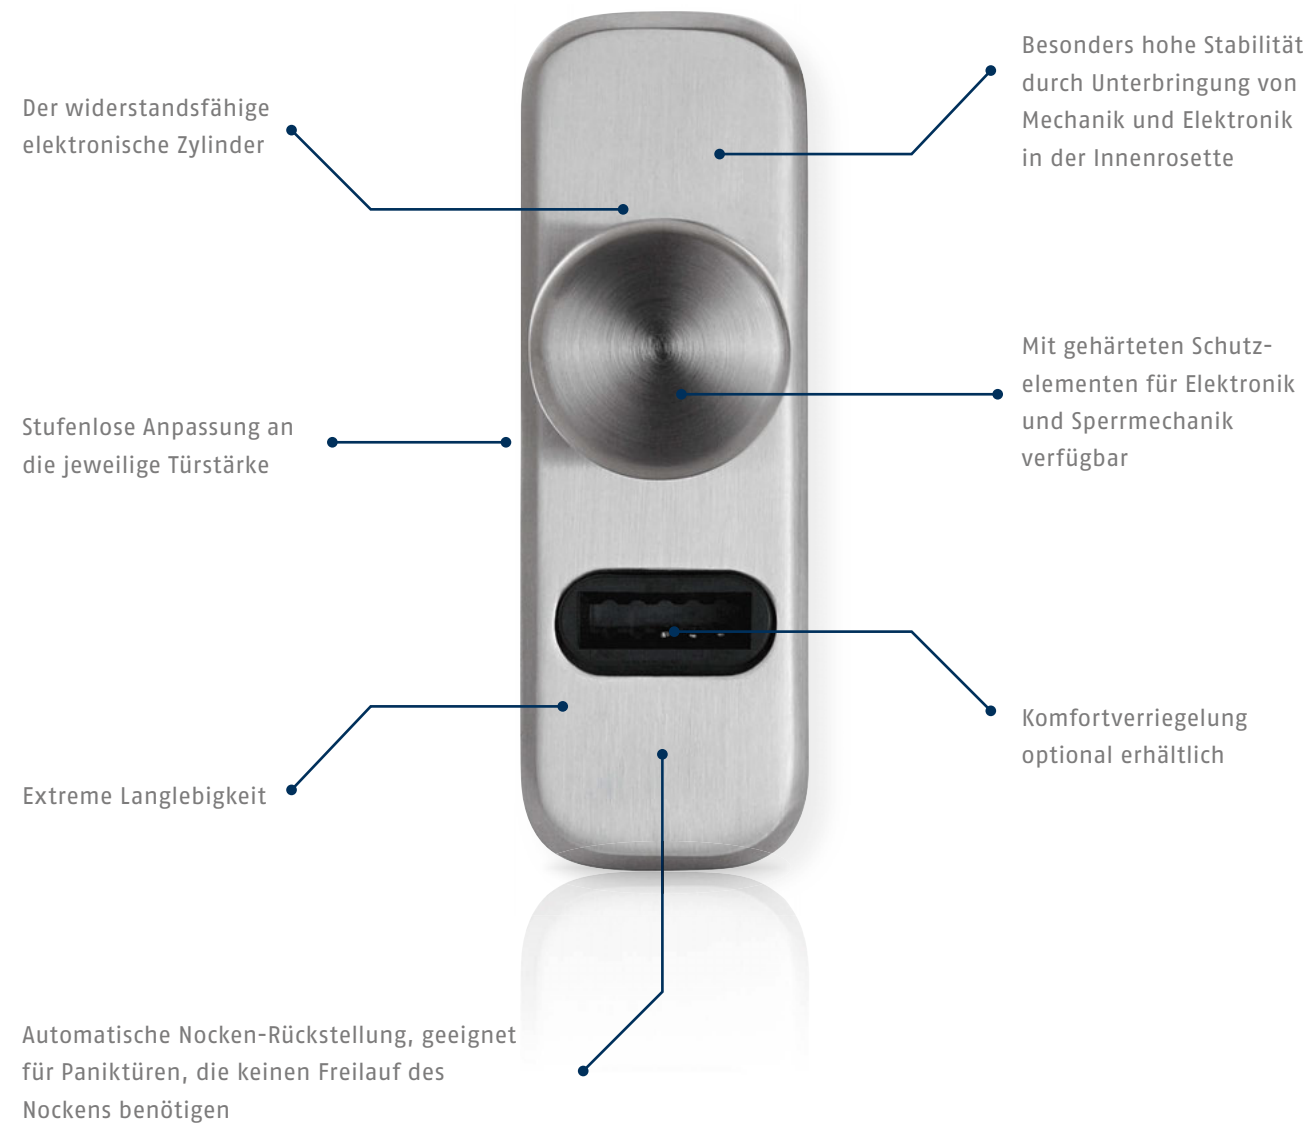 Der widerstandsfähige
elektronische Zylinder
Stufenlose Anpassung an
die jeweilige Türstärke
Extreme Langlebigkeit
Automatische Nocken-Rückstellung, geeignet
für Paniktüren, die keinen Freilauf des
Nockens benötigen
Besonders hohe Stabilität
durch Unterbringung von
Mechanik und Elektronik
in der Innenrosette
Mit gehärteten Schutz-
elementen für Elektronik
und Sperrmechanik
verfügbar
Komfortverriegelung
optional erhältlich